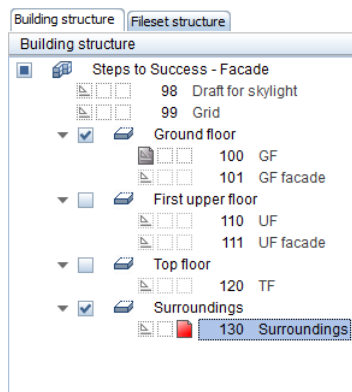 Building structure Fileset structure
Building structure
Steps to Success - Facade
98 Draft for skylight
99 Grid
Ground floor
100 GF
101 GF facade
First upper floor
110 UF
111 UF facade
Top floor
120 TF
Surroundings
130 Surroundings